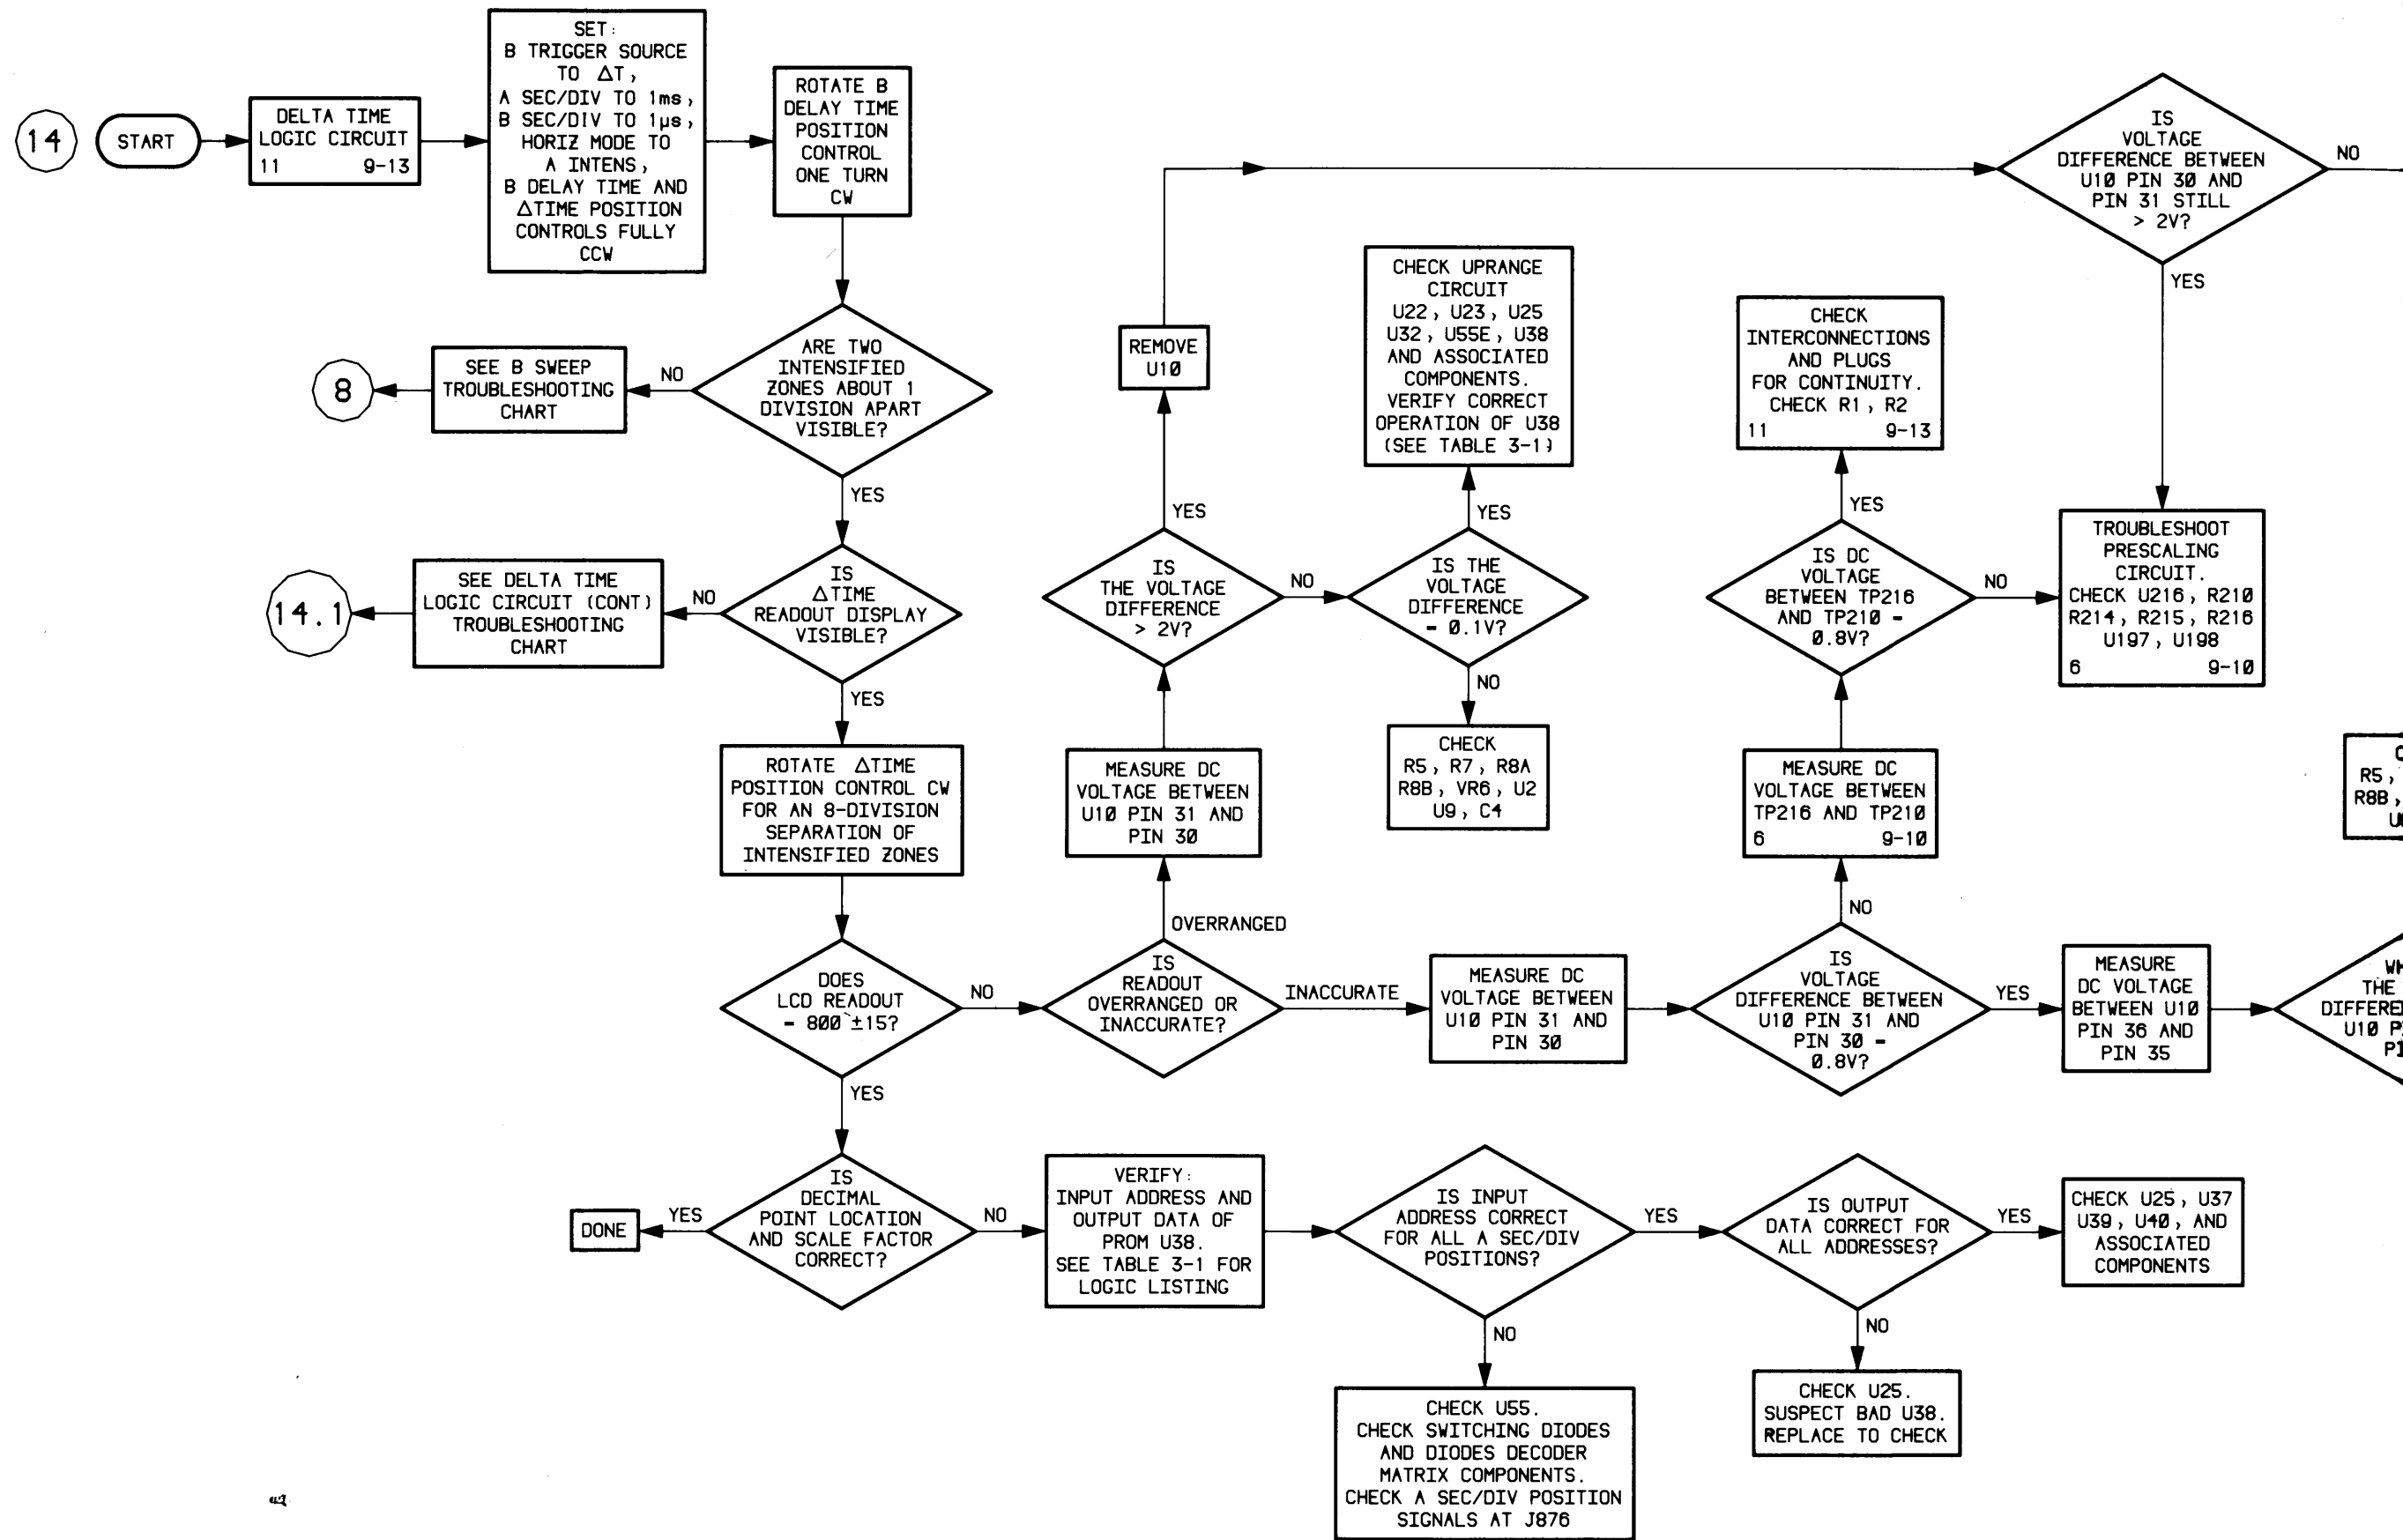 14
START
DELTA TIME
LOGIC CIRCUIT
11 9-13
SET:
B TRIGGER SOURCE
TO ΔT,
A SEC/DIV TO 1ms,
B SEC/DIV TO 1µs,
HORIZ MODE TO
A INTENS,
B DELAY TIME AND
ΔTIME POSITION
CONTROLS FULLY
CCW
ROTATE B
DELAY TIME
POSITION
CONTROL
ONE TURN
CW
ARE TWO
INTENSIFIED
ZONES ABOUT 1
DIVISION APART
VISIBLE?
NO
SEE B SWEEP
TROUBLESHOOTING
CHART
8
YES
IS
ΔTIME
READOUT DISPLAY
VISIBLE?
NO
SEE DELTA TIME
LOGIC CIRCUIT (CONT)
TROUBLESHOOTING
CHART
14.1
YES
ROTATE ΔTIME
POSITION CONTROL CW
FOR AN 8-DIVISION
SEPARATION OF
INTENSIFIED ZONES
DOES
LCD READOUT
= 800 ±15?
NO
YES
IS
DECIMAL
POINT LOCATION
AND SCALE FACTOR
CORRECT?
YES
DONE
NO
VERIFY:
INPUT ADDRESS AND
OUTPUT DATA OF
PROM U38.
SEE TABLE 3-1 FOR
LOGIC LISTING
IS INPUT
ADDRESS CORRECT
FOR ALL A SEC/DIV
POSITIONS?
YES
NO
CHECK U55.
CHECK SWITCHING DIODES
AND DIODES DECODER
MATRIX COMPONENTS.
CHECK A SEC/DIV POSITION
SIGNALS AT J876
IS OUTPUT
DATA CORRECT FOR
ALL ADDRESSES?
YES
NO
CHECK U25.
SUSPECT BAD U38.
REPLACE TO CHECK
CHECK U25, U37
U39, U40, AND
ASSOCIATED
COMPONENTS
IS
READOUT
OVERRANGED OR
INACCURATE?
OVERRANGED
INACCURATE
MEASURE DC
VOLTAGE BETWEEN
U10 PIN 31 AND
PIN 30
IS
THE VOLTAGE
DIFFERENCE
> 2V?
YES
NO
REMOVE
U10
IS THE
VOLTAGE
DIFFERENCE
= 0.1V?
YES
NO
CHECK UPRANGE
CIRCUIT
U22, U23, U25
U32, U55E, U38
AND ASSOCIATED
COMPONENTS.
VERIFY CORRECT
OPERATION OF U38
(SEE TABLE 3-1)
CHECK
R5, R7, R8A
R8B, VR6, U2
U9, C4
MEASURE DC
VOLTAGE BETWEEN
U10 PIN 31 AND
PIN 30
IS
VOLTAGE
DIFFERENCE BETWEEN
U10 PIN 31 AND
PIN 30 =
0.8V?
NO
YES
MEASURE DC
VOLTAGE BETWEEN
TP216 AND TP210
6 9-10
IS DC
VOLTAGE
BETWEEN TP216
AND TP210 =
0.8V?
YES
NO
CHECK
INTERCONNECTIONS
AND PLUGS
FOR CONTINUITY.
CHECK R1, R2
11 9-13
IS
VOLTAGE
DIFFERENCE BETWEEN
U10 PIN 30 AND
PIN 31 STILL
> 2V?
NO
YES
TROUBLESHOOT
PRESCALING
CIRCUIT.
CHECK U216, R210
R214, R215, R216
U197, U198
6 9-10
R5,
R8B,
MEASURE
DC VOLTAGE
BETWEEN U10
PIN 36 AND
PIN 35
THE
U10